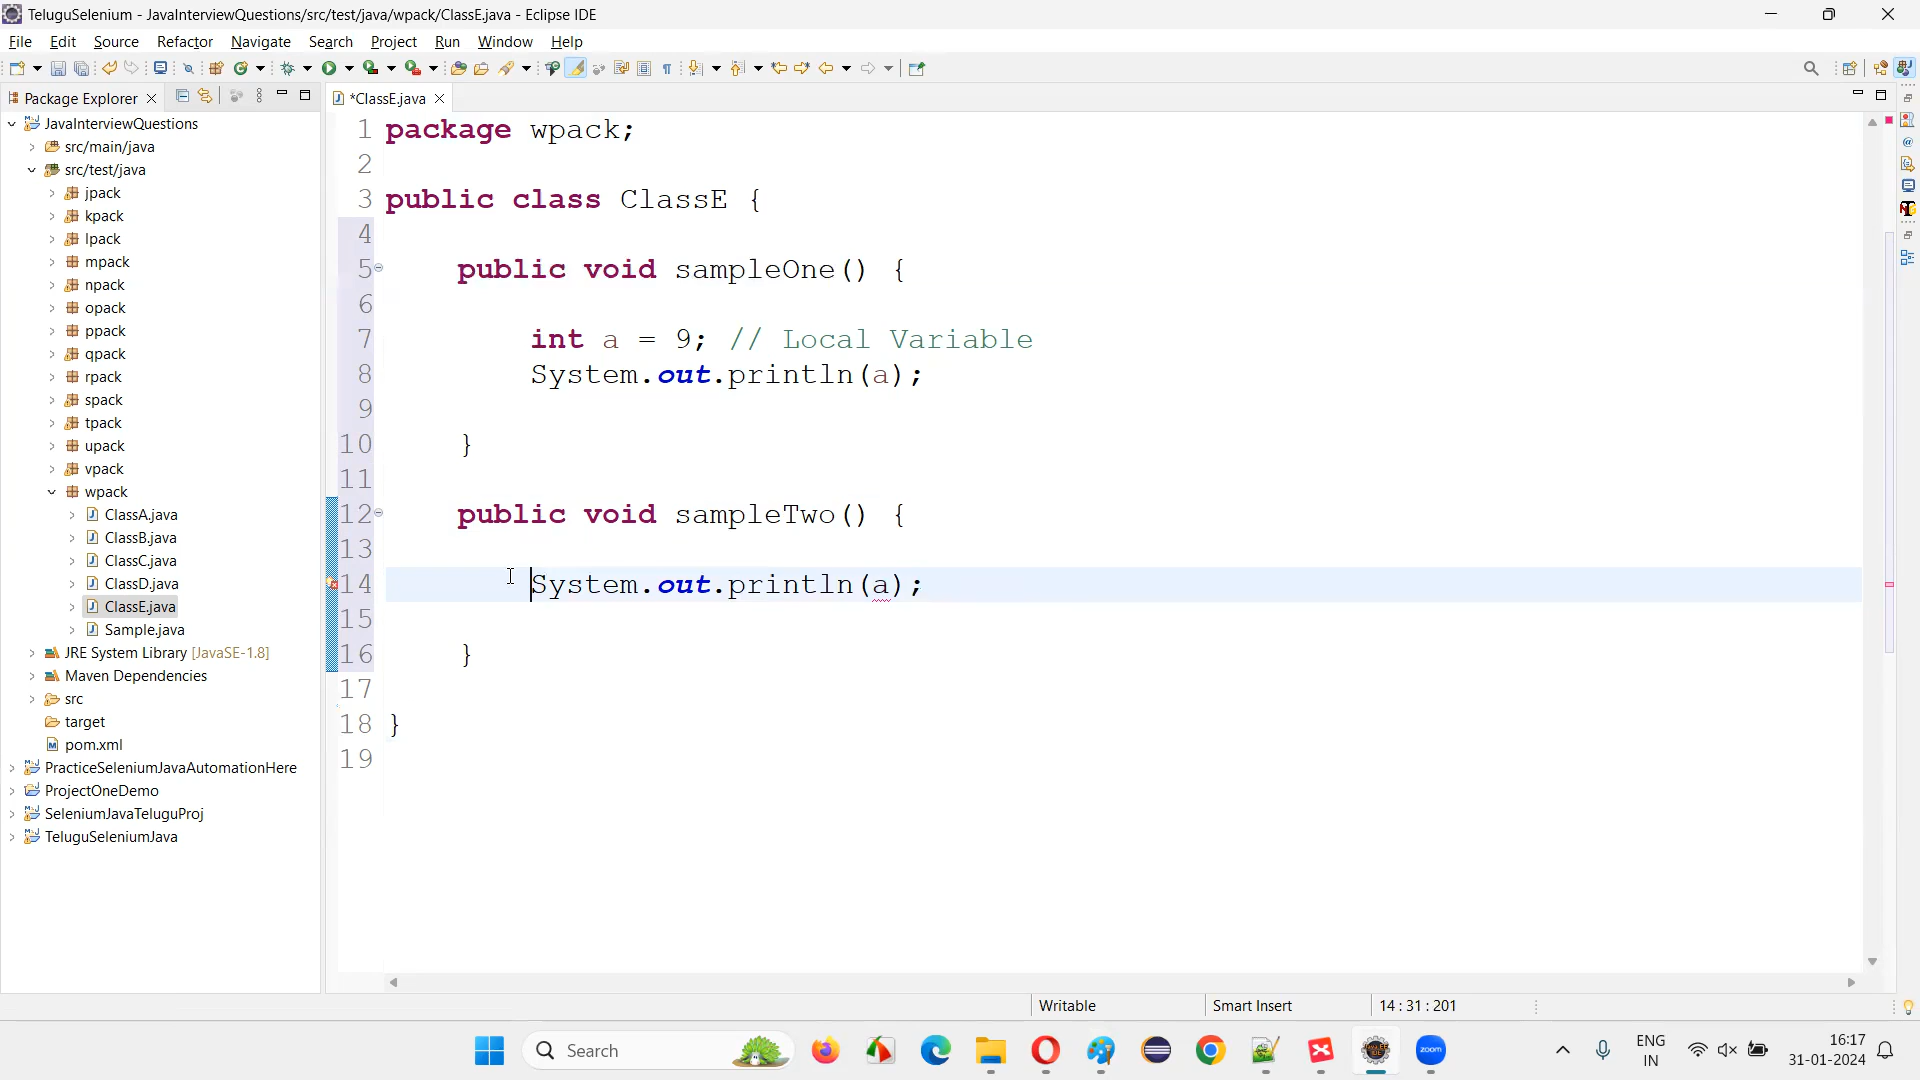 TeluguSelenium - JavaInterviewQuestions/src/test/java/wpack/ClassE.java - Eclipse IDE
File Edit Source Refactor Navigate Search Project Run Window Help
Package Explorer
*ClassE.java
JavaInterviewQuestions
src/main/java
src/test/java
jpack
kpack
lpack
mpack
npack
opack
ppack
qpack
rpack
spack
tpack
upack
vpack
wpack
ClassA.java
ClassB.java
ClassC.java
ClassD.java
ClassE.java
Sample.java
JRE System Library [JavaSE-1.8]
Maven Dependencies
src
target
pom.xml
PracticeSeleniumJavaAutomationHere
ProjectOneDemo
SeleniumJavaTeluguProj
TeluguSeleniumJava
1 package wpack;
2
3 public class ClassE {
4
5 public void sampleOne() {
6
7 int a = 9; // Local Variable
8 System.out.println(a);
9
10 }
11
12 public void sampleTwo() {
13
14 System.out.println(a);
15
16 }
17
18 }
19
Writable Smart Insert 14 : 31 : 201
Search
zoom
ENG
IN
16:17
31-01-2024